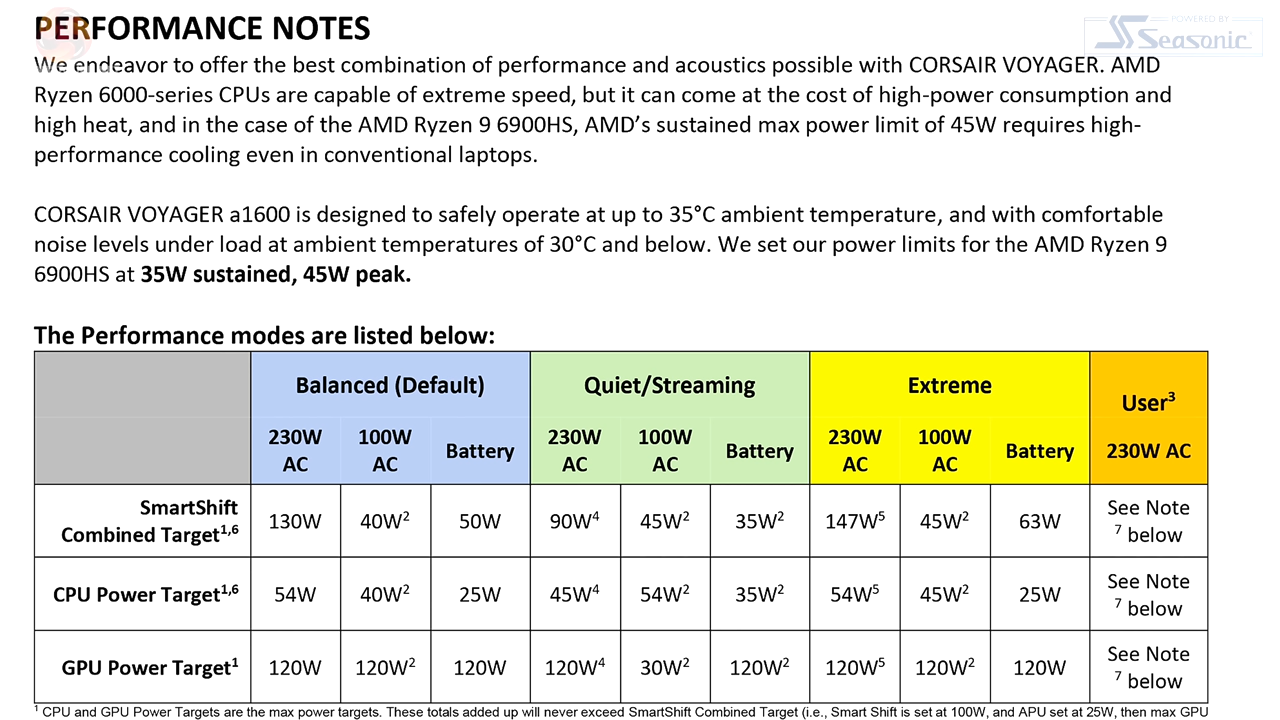 PERFORMANCE NOTES
POWERED BY
Seasonic
We endeavor to offer the best combination of performance and acoustics possible with CORSAIR VOYAGER. AMD
Ryzen 6000-series CPUs are capable of extreme speed, but it can come at the cost of high-power consumption and
high heat, and in the case of the AMD Ryzen 9 6900HS, AMD’s sustained max power limit of 45W requires high-
performance cooling even in conventional laptops.
CORSAIR VOYAGER a1600 is designed to safely operate at up to 35°C ambient temperature, and with comfortable
noise levels under load at ambient temperatures of 30°C and below. We set our power limits for the AMD Ryzen 9
6900HS at 35W sustained, 45W peak.
The Performance modes are listed below:
Balanced (Default) Quiet/Streaming Extreme User³
230W AC 100W AC Battery 230W AC 100W AC Battery 230W AC 100W AC Battery 230W AC
SmartShift Combined Target¹,⁶ 130W 40W² 50W 90W⁴ 45W² 35W² 147W⁵ 45W² 63W See Note ⁷ below
CPU Power Target¹,⁶ 54W 40W² 25W 45W⁴ 54W² 35W² 54W⁵ 45W² 25W See Note ⁷ below
GPU Power Target¹ 120W 120W² 120W 120W⁴ 30W² 120W² 120W⁵ 120W² 120W See Note ⁷ below
¹ CPU and GPU Power Targets are the max power targets. These totals added up will never exceed SmartShift Combined Target (i.e., Smart Shift is set at 100W, and APU set at 25W, then max GPU